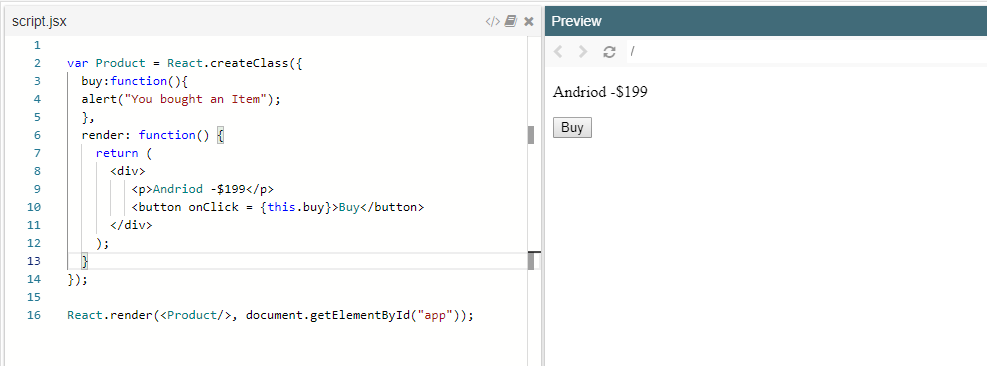 script.jsx
</>
1
2 var Product = React.createClass({
3 buy:function(){
4 alert("You bought an Item");
5 },
6 render: function() {
7 return (
8 <div>
9 <p>Andriod -$199</p>
10 <button onClick = {this.buy}>Buy</button>
11 </div>
12 );
13 }
14 });
15
16 React.render(<Product/>, document.getElementById("app"));
Preview
/
Andriod -$199
Buy